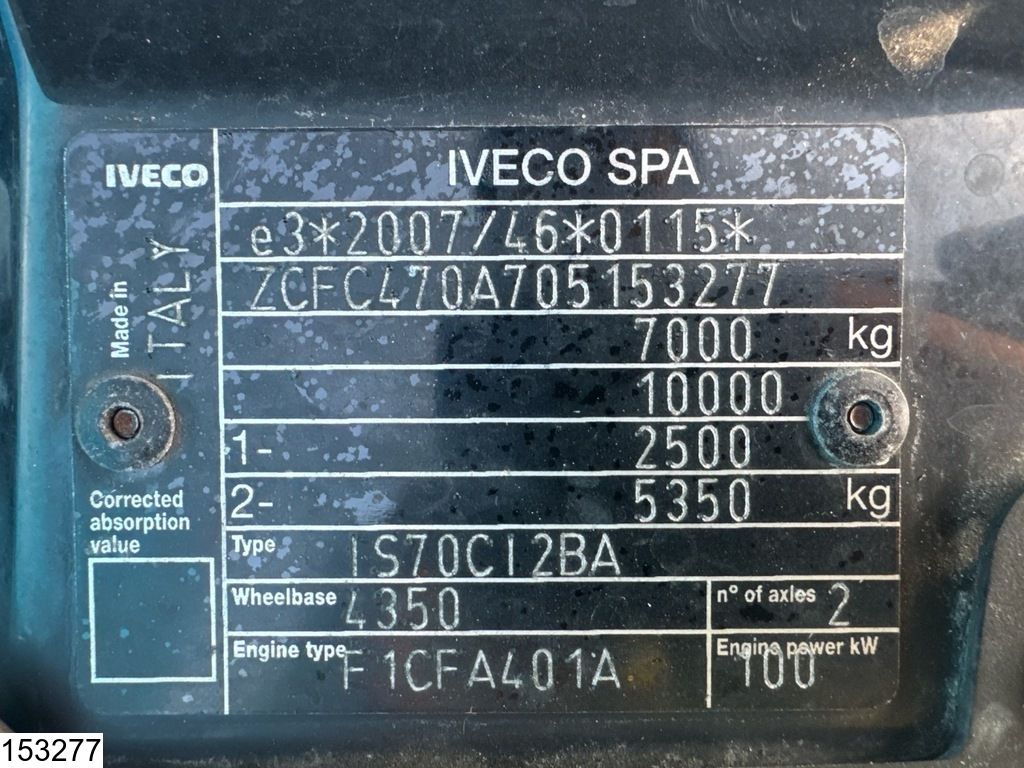 IVECO
IVECO SPA
e3*2007/46*0115*
ZCFC470A705153277
Made in
ITALY
7000 kg
10000
1- 2500
2- 5350 kg
Corrected
absorption
value
Type IS70CI2BA
Wheelbase 4350
n° of axles 2
Engine type F1CFA401A
Engine power kW 100
153277